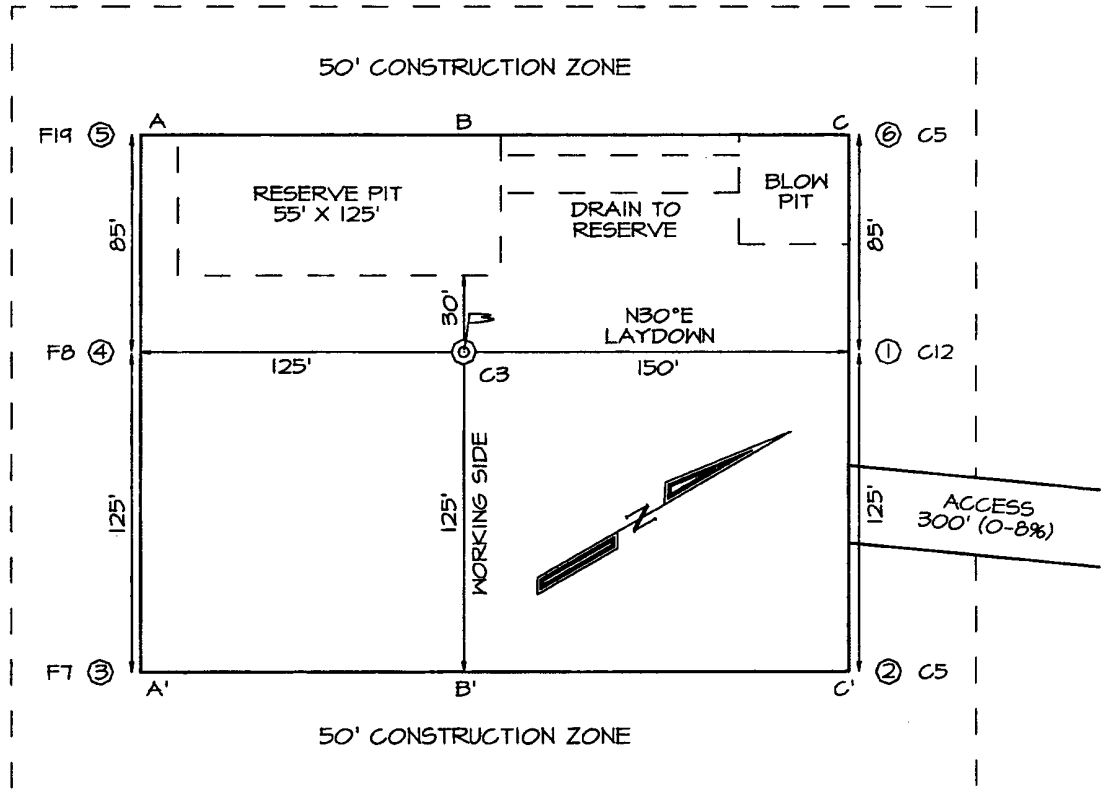 50' CONSTRUCTION ZONE
A B C
F19 ⑤ ⑥ C5
RESERVE PIT
55' X 125'
BLOW
PIT
DRAIN TO
RESERVE
85' 85'
30'
N30°E
LAYDOWN
F8 ④ ① C12
125' 150'
C3
WORKING SIDE
125' 125' 125'
N
ACCESS
300' (0-8%)
F7 ③ ② C5
A' B' C'
50' CONSTRUCTION ZONE